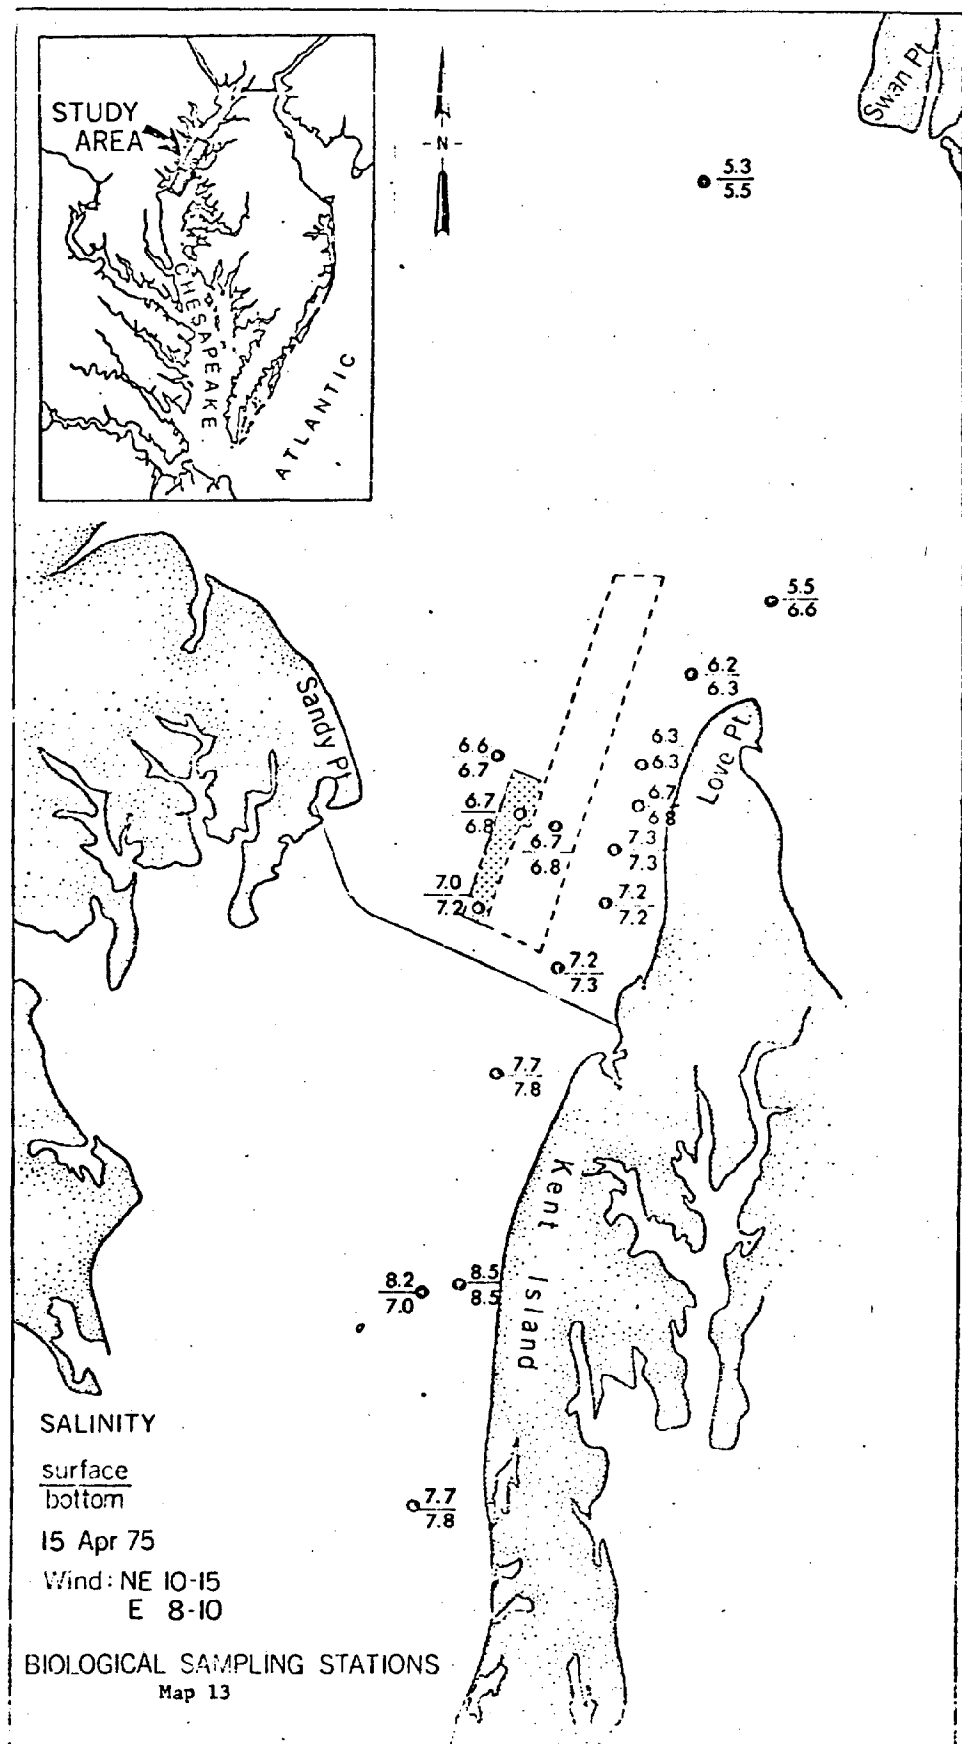 STUDY
AREA
CHESAPEAKE
ATLANTIC
-N-
Swan Pt.
5.3
5.5
5.5
6.6
6.2
6.3
Sandy Pt.
Love Pt.
6.6
6.7
6.3
6.3
6.7
6.8
6.7
6.8
6.7
6.8
7.3
7.3
7.0
7.2
7.2
7.2
7.2
7.3
7.7
7.8
Kent Island
8.2
7.0
8.5
8.5
7.7
7.8
SALINITY
surface
bottom
15 Apr 75
Wind: NE 10-15
E 8-10
BIOLOGICAL SAMPLING STATIONS
Map 13